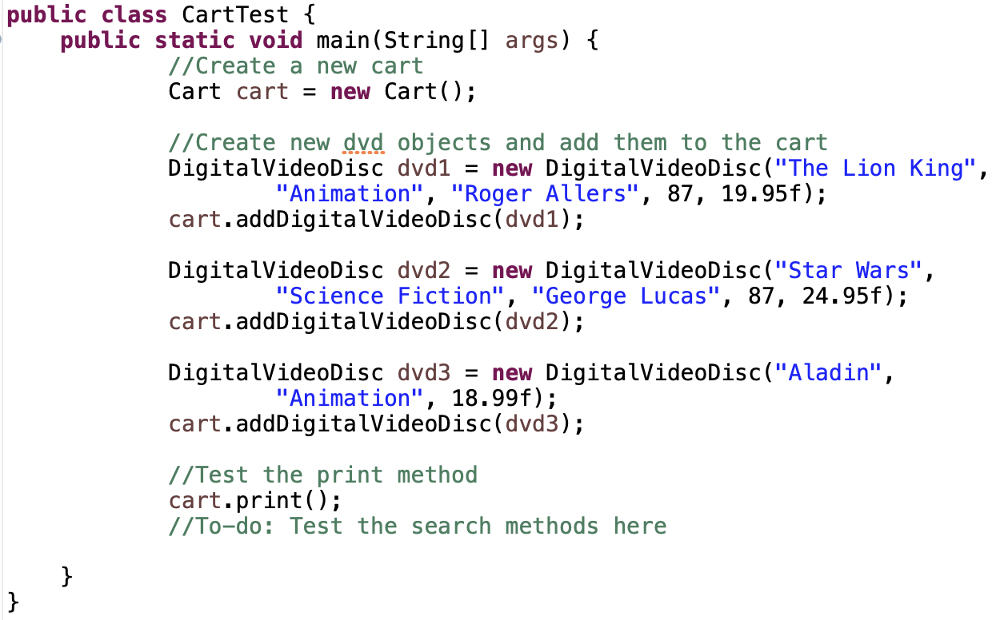 public class CartTest {
    public static void main(String[] args) {
            //Create a new cart
            Cart cart = new Cart();

            //Create new dvd objects and add them to the cart
            DigitalVideoDisc dvd1 = new DigitalVideoDisc("The Lion King",
                    "Animation", "Roger Allers", 87, 19.95f);
            cart.addDigitalVideoDisc(dvd1);

            DigitalVideoDisc dvd2 = new DigitalVideoDisc("Star Wars",
                    "Science Fiction", "George Lucas", 87, 24.95f);
            cart.addDigitalVideoDisc(dvd2);

            DigitalVideoDisc dvd3 = new DigitalVideoDisc("Aladin",
                    "Animation", 18.99f);
            cart.addDigitalVideoDisc(dvd3);

            //Test the print method
            cart.print();
            //To-do: Test the search methods here

    }
}